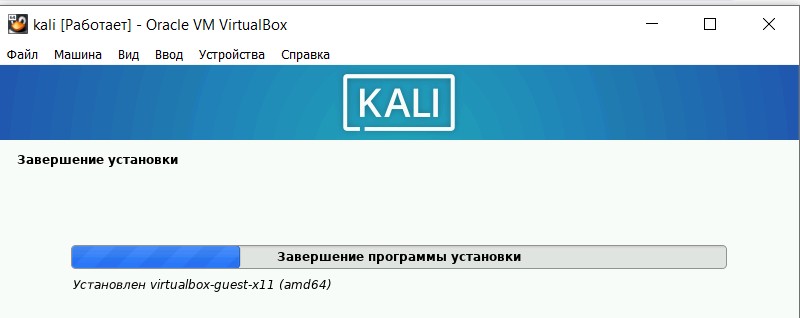 kali [Работает] - Oracle VM VirtualBox
Файл Машина Вид Ввод Устройства Справка
KALI
Завершение установки
Завершение программы установки
Установлен virtualbox-guest-x11 (amd64)